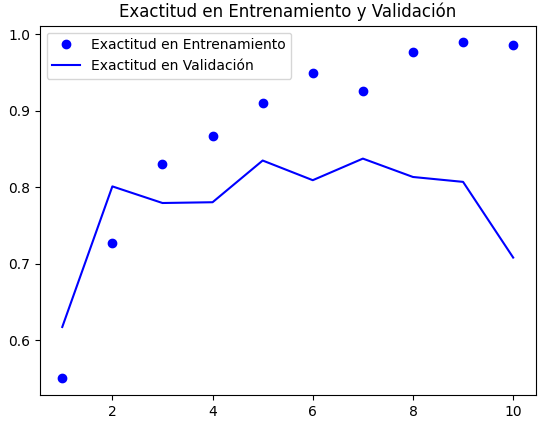 Exactitud en Entrenamiento y Validación
Exactitud en Entrenamiento
Exactitud en Validación
1.0
0.9
0.8
0.7
0.6
2 4 6 8 10